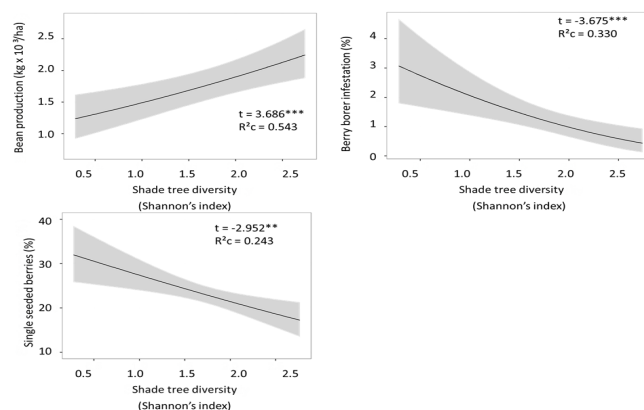 t = 3.686***
R²c = 0.543
Bean production (kg x 10 ³/ha)
2.5
2.0
1.5
1.0
0.5 1.0 1.5 2.0 2.5
Shade tree diversity
(Shannon's index)
t = -3.675***
R²c = 0.330
Berry borer infestation (%)
4
3
2
1
0
0.5 1.0 1.5 2.0 2.5
Shade tree diversity
(Shannon's index)
t = -2.952**
R²c = 0.243
Single seeded berries (%)
40
30
20
10
0.5 1.0 1.5 2.0 2.5
Shade tree diversity
(Shannon's index)